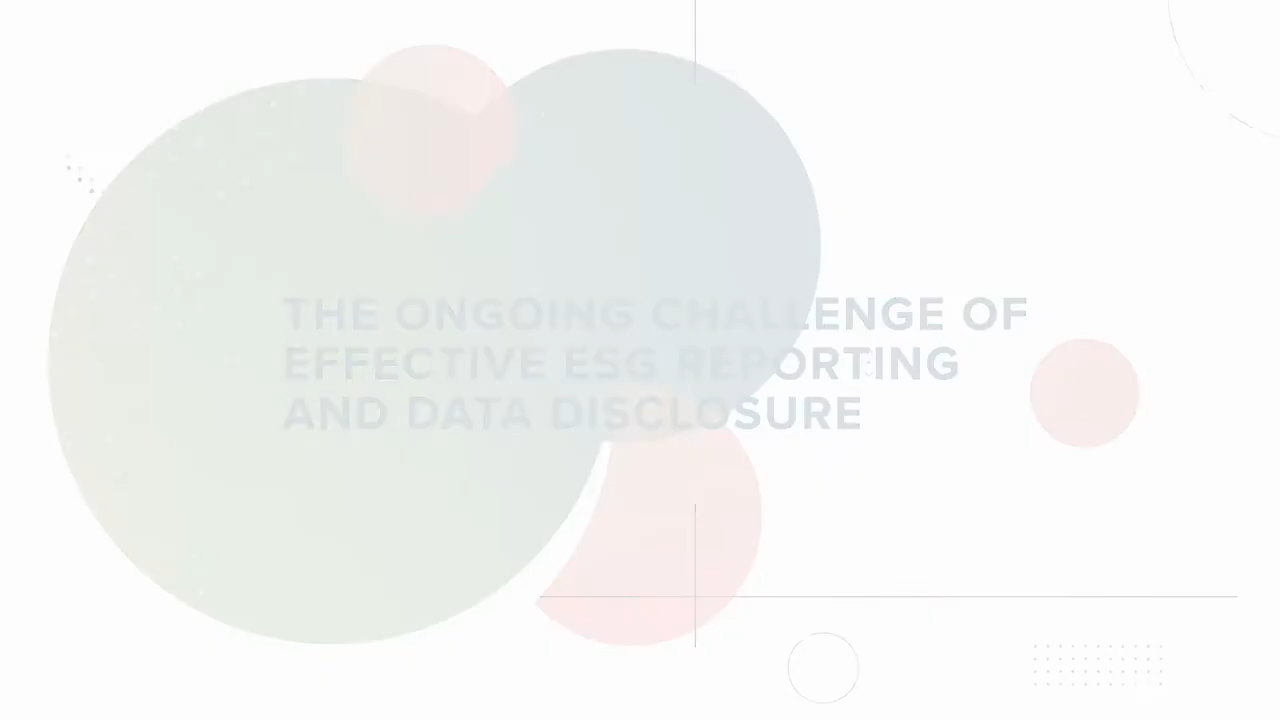 THE ONGOING CHALLENGE OF
EFFECTIVE ESG REPORTING
AND DATA DISCLOSURE